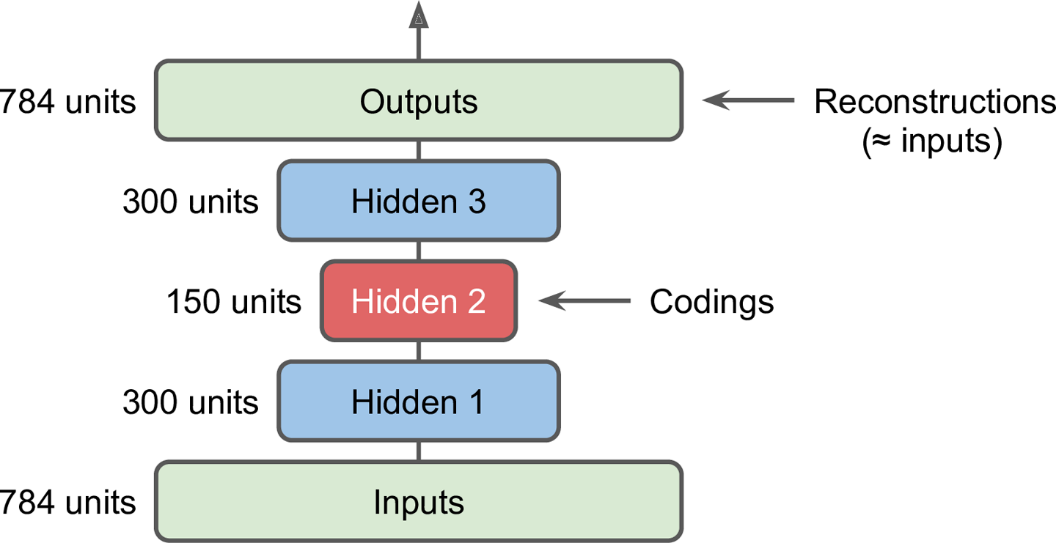 784 units
Outputs
Reconstructions
(≈ inputs)
300 units
Hidden 3
150 units
Hidden 2
Codings
300 units
Hidden 1
784 units
Inputs